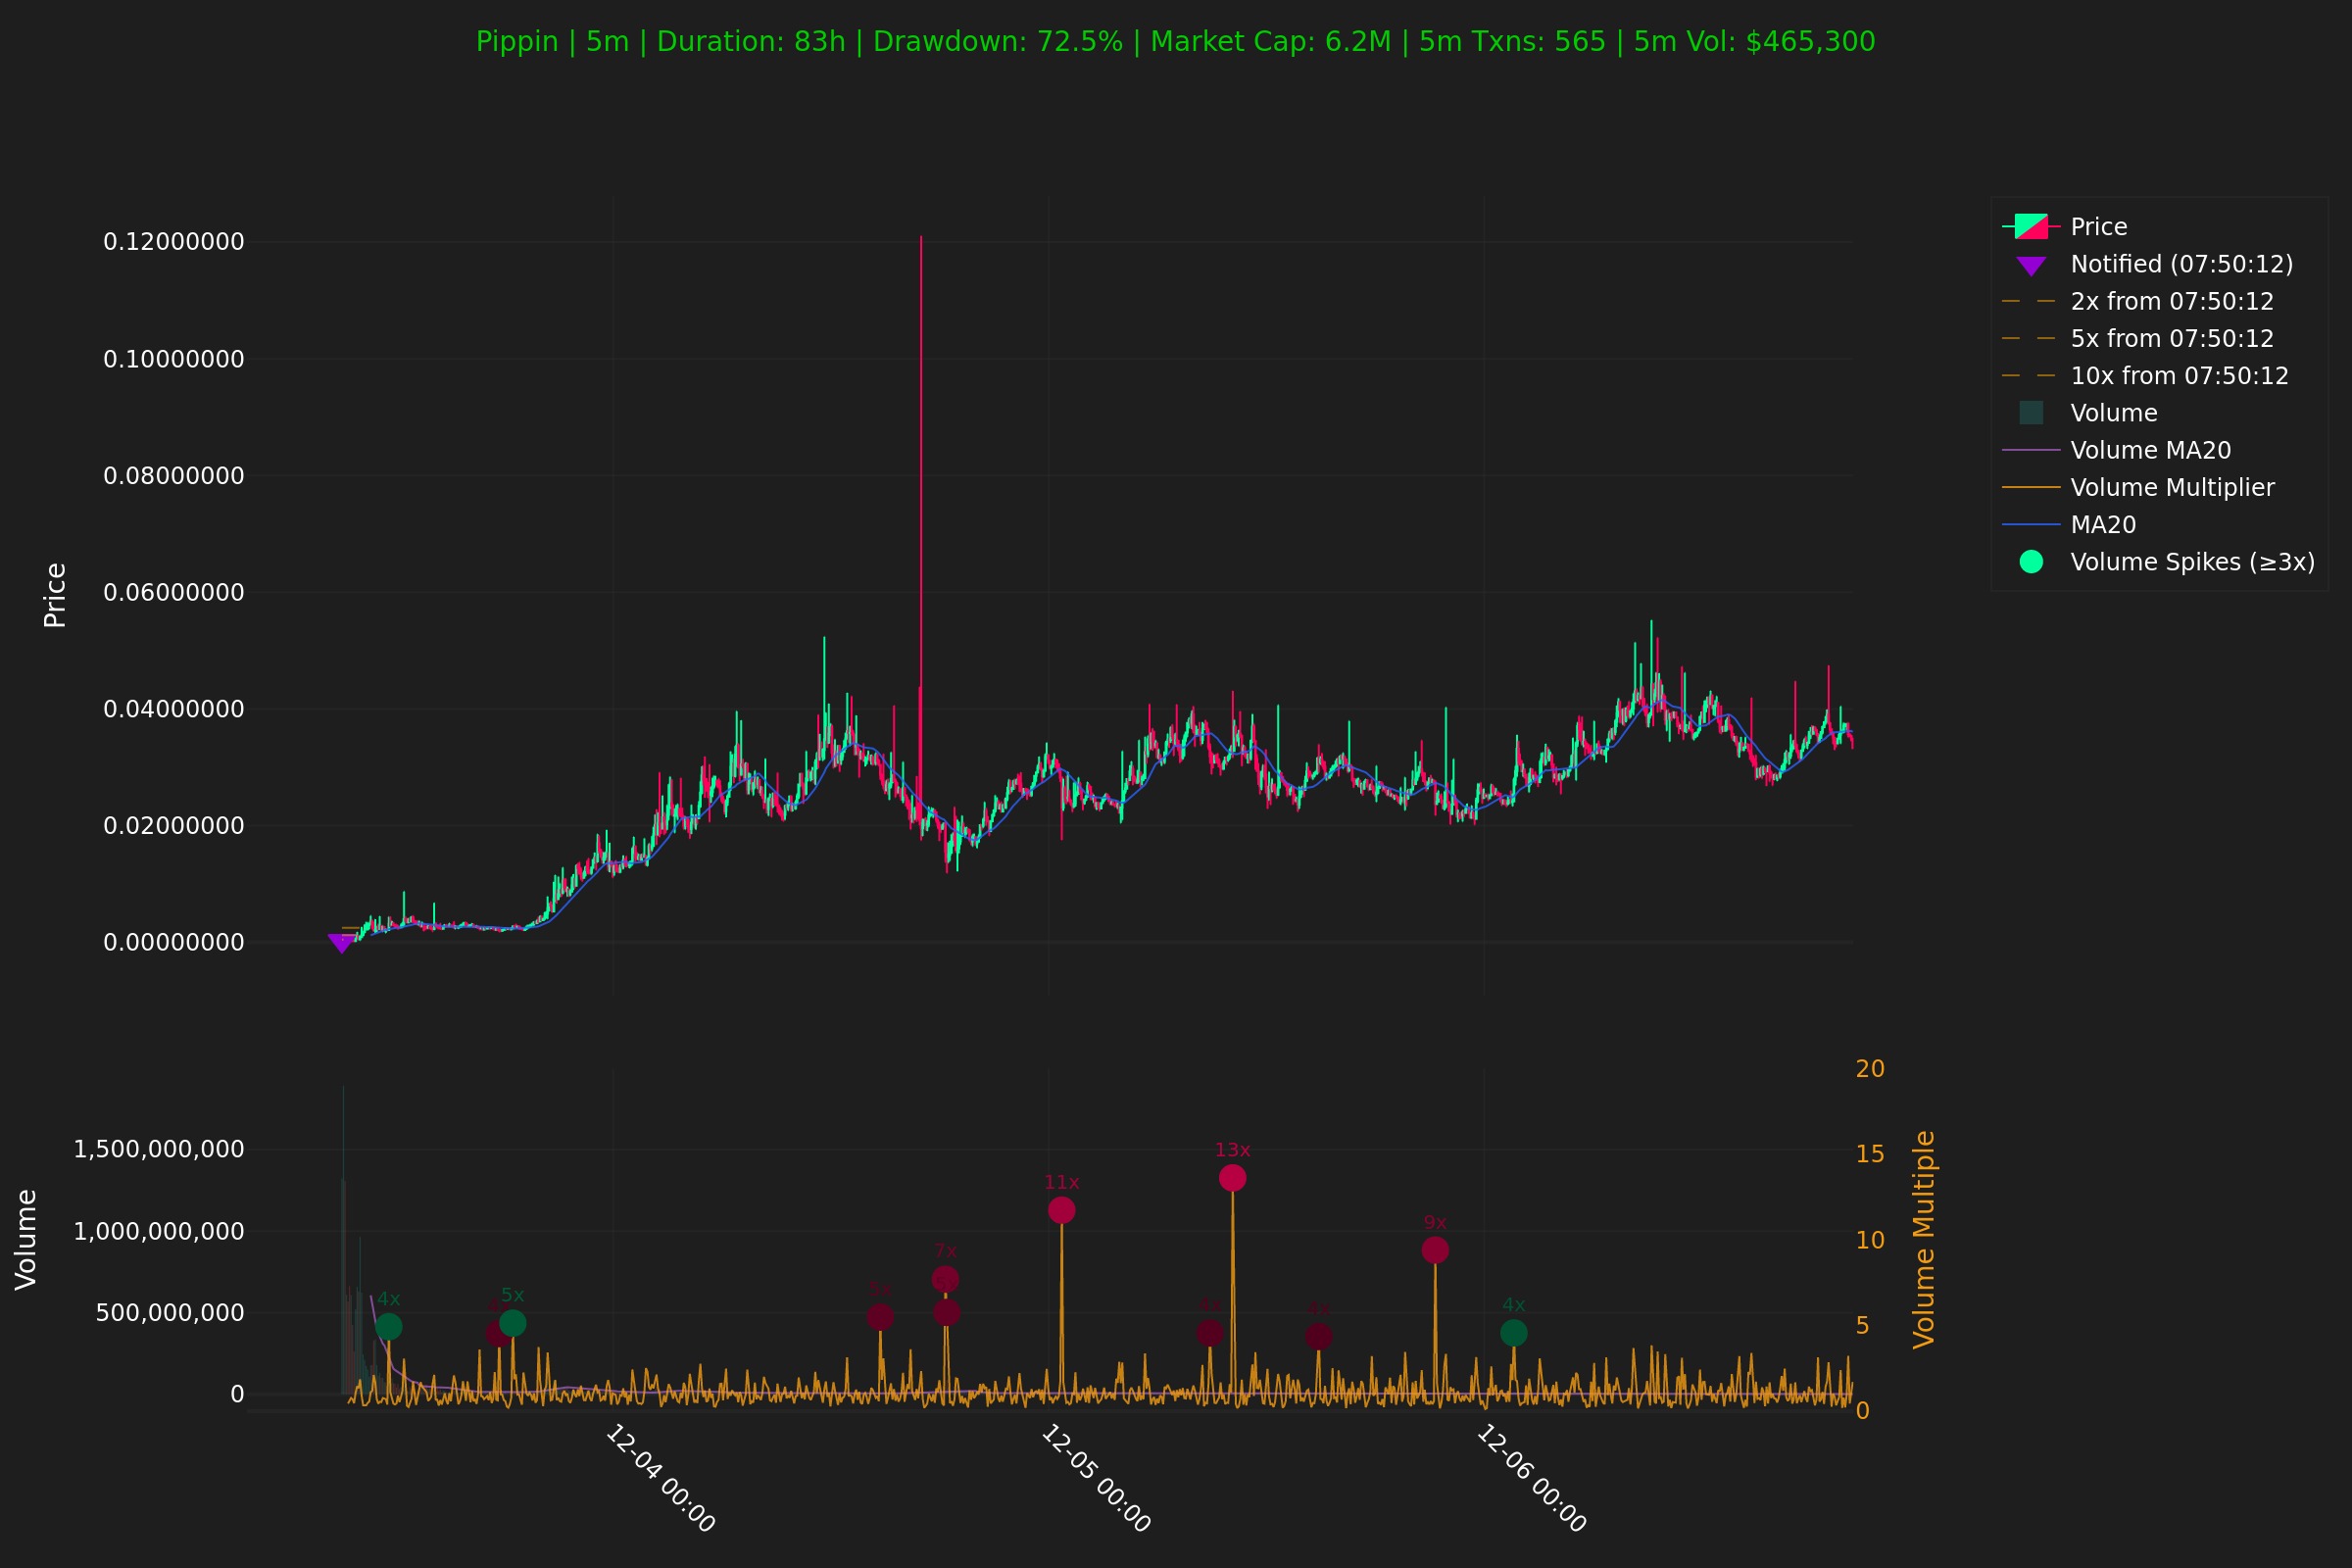 Pippin | 5m | Duration: 83h | Drawdown: 72.5% | Market Cap: 6.2M | 5m Txns: 565 | 5m Vol: $465,300
Price
0.12000000
0.10000000
0.08000000
0.06000000
0.04000000
0.02000000
0.00000000
Price
Notified (07:50:12)
2x from 07:50:12
5x from 07:50:12
10x from 07:50:12
Volume
Volume MA20
Volume Multiplier
MA20
Volume Spikes (≥3x)
Volume
1,500,000,000
1,000,000,000
500,000,000
0
4x
5x
5x
7x
11x
4x
13x
4x
9x
4x
20
15
10
5
0
Volume Multiple
12-04 00:00
12-05 00:00
12-06 00:00